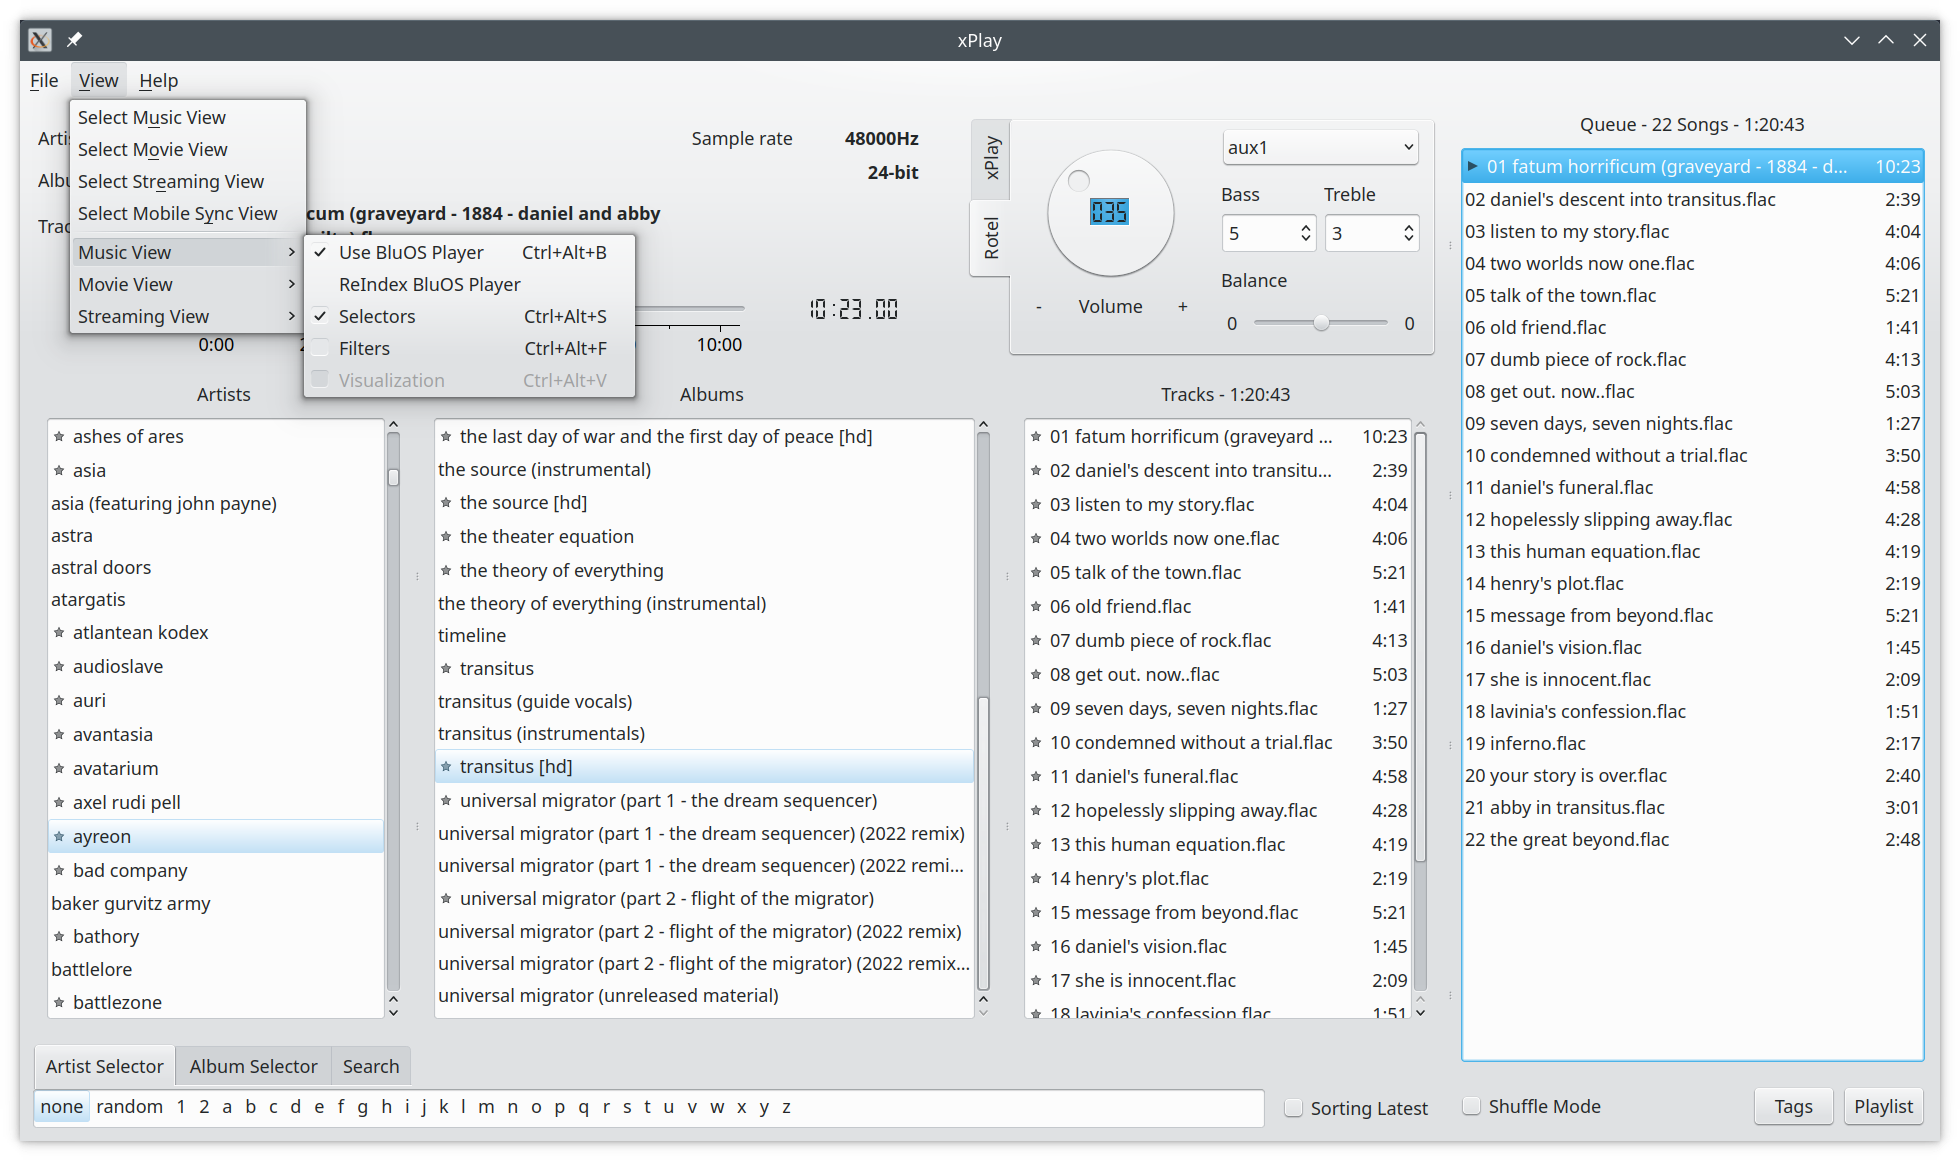 xPlay
File View Help
Select Music View
Select Movie View
Select Streaming View
Select Mobile Sync View
Music View
Movie View
Streaming View
Use BluOS Player Ctrl+Alt+B
ReIndex BluOS Player
Selectors Ctrl+Alt+S
Filters Ctrl+Alt+F
Visualization Ctrl+Alt+V
Sample rate 48000Hz
24-bit
cum (graveyard - 1884 - daniel and abby
10:23.00
0:00 10:00
xPlay
Rotel
035
- Volume +
aux1
Bass Treble
5 3
Balance
0 0
Queue - 22 Songs - 1:20:43
01 fatum horrificum (graveyard - 1884 - d... 10:23
02 daniel's descent into transitus.flac 2:39
03 listen to my story.flac 4:04
04 two worlds now one.flac 4:06
05 talk of the town.flac 5:21
06 old friend.flac 1:41
07 dumb piece of rock.flac 4:13
08 get out. now..flac 5:03
09 seven days, seven nights.flac 1:27
10 condemned without a trial.flac 3:50
11 daniel's funeral.flac 4:58
12 hopelessly slipping away.flac 4:28
13 this human equation.flac 4:19
14 henry's plot.flac 2:19
15 message from beyond.flac 5:21
16 daniel's vision.flac 1:45
17 she is innocent.flac 2:09
18 lavinia's confession.flac 1:51
19 inferno.flac 2:17
20 your story is over.flac 2:40
21 abby in transitus.flac 3:01
22 the great beyond.flac 2:48
Artists
ashes of ares
asia
asia (featuring john payne)
astra
astral doors
atargatis
atlantean kodex
audioslave
auri
avantasia
avatarium
axel rudi pell
ayreon
bad company
baker gurvitz army
bathory
battlelore
battlezone
Albums
the last day of war and the first day of peace [hd]
the source (instrumental)
the source [hd]
the theater equation
the theory of everything
the theory of everything (instrumental)
timeline
transitus
transitus (guide vocals)
transitus (instrumentals)
transitus [hd]
universal migrator (part 1 - the dream sequencer)
universal migrator (part 1 - the dream sequencer) (2022 remix)
universal migrator (part 1 - the dream sequencer) (2022 remi...
universal migrator (part 2 - flight of the migrator)
universal migrator (part 2 - flight of the migrator) (2022 remix)
universal migrator (part 2 - flight of the migrator) (2022 remix...
universal migrator (unreleased material)
Tracks - 1:20:43
01 fatum horrificum (graveyard ... 10:23
02 daniel's descent into transitu... 2:39
03 listen to my story.flac 4:04
04 two worlds now one.flac 4:06
05 talk of the town.flac 5:21
06 old friend.flac 1:41
07 dumb piece of rock.flac 4:13
08 get out. now..flac 5:03
09 seven days, seven nights.flac 1:27
10 condemned without a trial.flac 3:50
11 daniel's funeral.flac 4:58
12 hopelessly slipping away.flac 4:28
13 this human equation.flac 4:19
14 henry's plot.flac 2:19
15 message from beyond.flac 5:21
16 daniel's vision.flac 1:45
17 she is innocent.flac 2:09
18 lavinia's confession.flac 1:51
Artist Selector Album Selector Search
none random 1 2 a b c d e f g h i j k l m n o p q r s t u v w x y z
Sorting Latest
Shuffle Mode
Tags Playlist